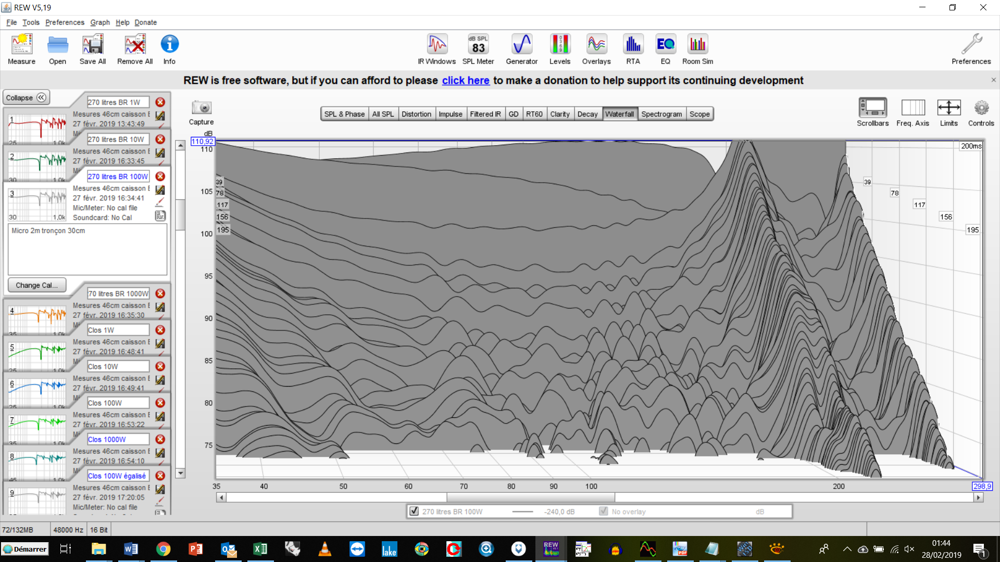 REW V5,19
File Tools Preferences Graph Help Donate
Measure Open Save All Remove All Info IR Windows SPL Meter Generator Levels Overlays RTA EQ Room Sim Preferences
dB SPL
83
EQ
REW is free software, but if you can afford to please click here to make a donation to help support its continuing development
Collapse
270 litres BR 1W
Mesures 46cm caisson E
27 févr. 2019 13:43:49
1
25 1,0k
270 litres BR 10W
Mesures 46cm caisson E
27 févr. 2019 16:33:45
2
30 1,0k
270 litres BR 100W
Mesures 46cm caisson E
27 févr. 2019 16:34:41
Mic/Meter: No cal file
Soundcard: No Cal
3
30 1,0k
Micro 2m tronçon 30cm
Change Cal...
70 litres BR 1000W
Mesures 46cm caisson E
27 févr. 2019 16:35:30
4
35 1,0k
Clos 1W
Mesures 46cm caisson E
27 févr. 2019 16:48:41
5
25 1,0k
Clos 10W
Mesures 46cm caisson E
27 févr. 2019 16:49:41
6
25 1,0k
Clos 100W
Mesures 46cm caisson E
27 févr. 2019 16:53:22
7
35 1,0k
Clos 1000W
Mesures 46cm caisson E
27 févr. 2019 16:54:10
8
45 1,0k
Clos 100W égalisé
Mesures 46cm caisson E
27 févr. 2019 17:20:05
Mic/Meter: No cal file
9
Capture
SPL & Phase All SPL Distortion Impulse Filtered IR GD RT60 Clarity Decay Waterfall Spectrogram Scope
Scrollbars Freq. Axis Limits Controls
dB
110,92
110
105
100
95
90
85
80
75
39
78
117
156
195
200ms
39
78
117
156
195
35 40 50 60 70 80 90 100 200 298,9
270 litres BR 100W -240,0 dB No overlay dB
72/132MB 48000 Hz 16 Bit
Démarrer
lake
REW
PDF
01:44
28/02/2019
1